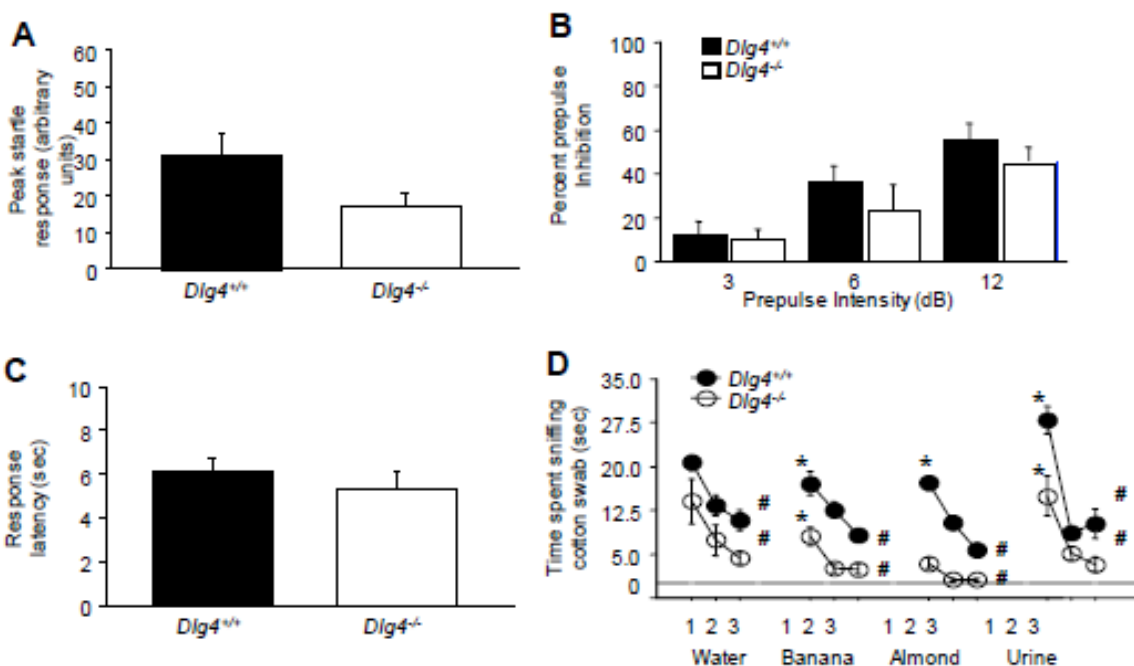 A
60
50
40
30
20
10
0
Peak startle
response (arbitrary
units)
Dlg4+/+
Dlg4-/-
B
Dlg4+/+
Dlg4-/-
100
80
60
40
20
Percent prepulse
Inhibition
3
6
12
Prepulse Intensity (dB)
C
10
8
6
4
2
0
Response
latency (sec)
Dlg4+/+
Dlg4-/-
D
Dlg4+/+
Dlg4-/-
35.0
27.5
20.0
12.5
5.0
0
Time spent sniffing
cotton swab (sec)
*
*
*
*
*
#
#
#
#
#
#
#
#
1 2 3
1 2 3
1 2 3
1 2 3
Water
Banana
Almond
Urine